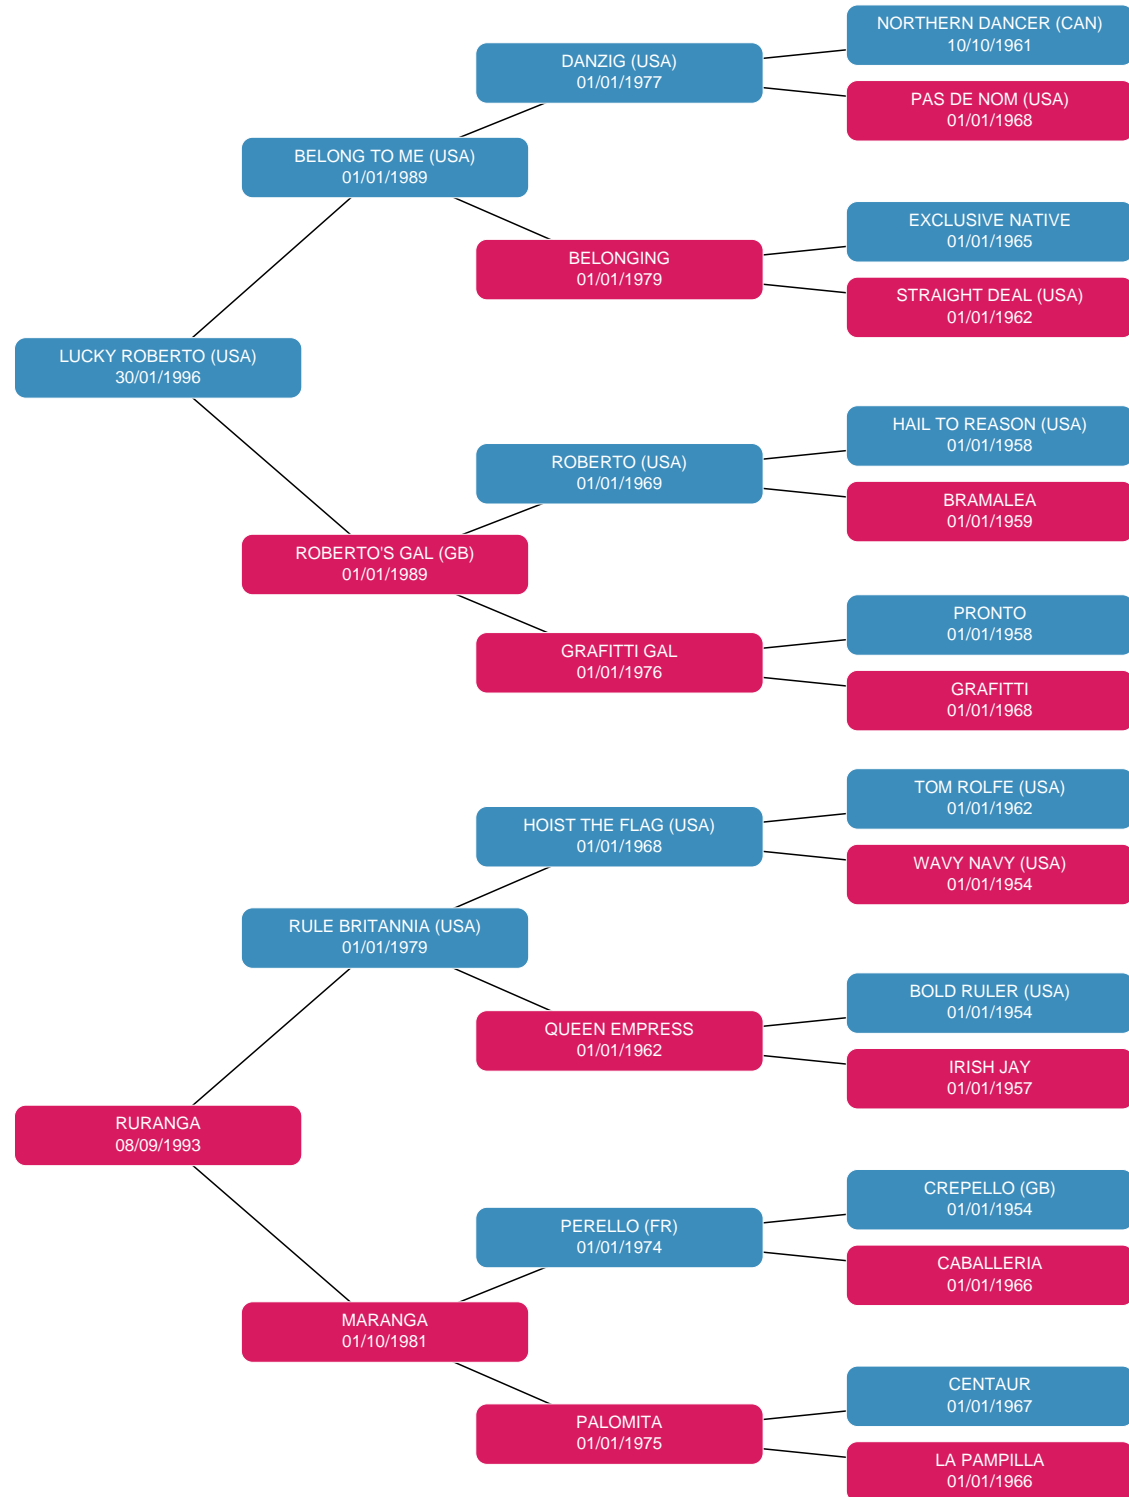 NORTHERN DANCER (CAN)
10/10/1961
DANZIG (USA)
01/01/1977
PAS DE NOM (USA)
01/01/1968
BELONG TO ME (USA)
01/01/1989
EXCLUSIVE NATIVE
01/01/1965
BELONGING
01/01/1979
STRAIGHT DEAL (USA)
01/01/1962
LUCKY ROBERTO (USA)
30/01/1996
HAIL TO REASON (USA)
01/01/1958
ROBERTO (USA)
01/01/1969
BRAMALEA
01/01/1959
ROBERTO'S GAL (GB)
01/01/1989
PRONTO
01/01/1958
GRAFITTI GAL
01/01/1976
GRAFITTI
01/01/1968
TOM ROLFE (USA)
01/01/1962
HOIST THE FLAG (USA)
01/01/1968
WAVY NAVY (USA)
01/01/1954
RULE BRITANNIA (USA)
01/01/1979
BOLD RULER (USA)
01/01/1954
QUEEN EMPRESS
01/01/1962
IRISH JAY
01/01/1957
RURANGA
08/09/1993
CREPELLO (GB)
01/01/1954
PERELLO (FR)
01/01/1974
CABALLERIA
01/01/1966
MARANGA
01/10/1981
CENTAUR
01/01/1967
PALOMITA
01/01/1975
LA PAMPILLA
01/01/1966